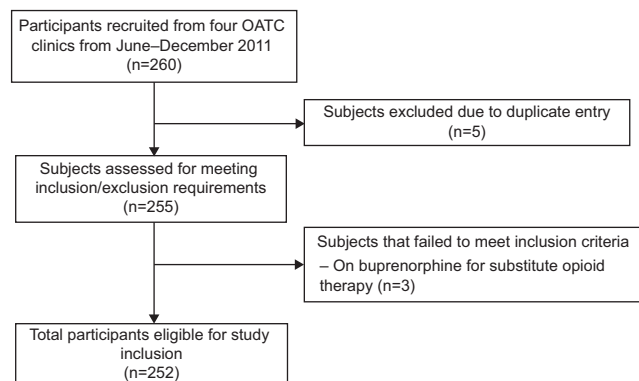 Participants recruited from four OATC
clinics from June–December 2011
(n=260)
Subjects excluded due to duplicate entry
(n=5)
Subjects assessed for meeting
inclusion/exclusion requirements
(n=255)
Subjects that failed to meet inclusion criteria
– On buprenorphine for substitute opioid
therapy (n=3)
Total participants eligible for study
inclusion
(n=252)